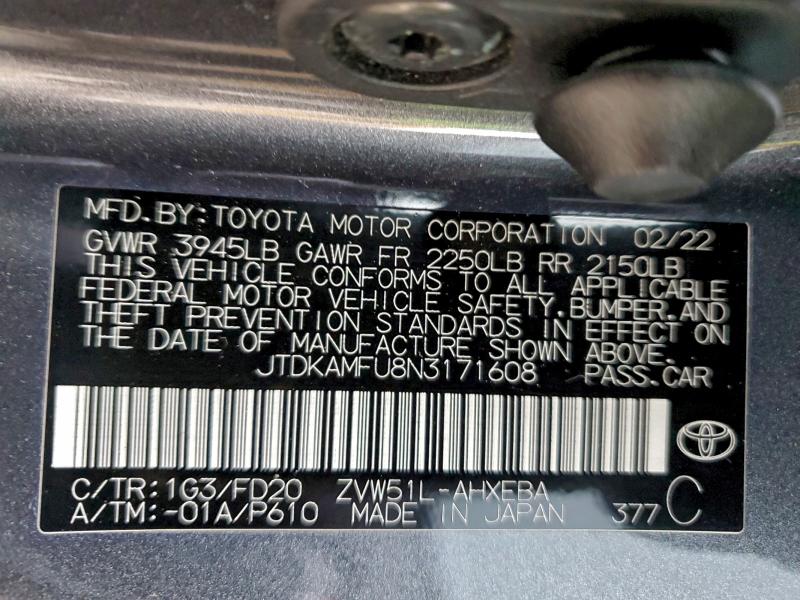 MFD.BY:TOYOTA MOTOR CORPORATION 02/22
GVWR 3945LB GAWR FR 2250LB RR 2150LB
THIS VEHICLE CONFORMS TO ALL APPLICABLE
FEDERAL MOTOR VEHICLE SAFETY.BUMPER.AND
THEFT PREVENTION STANDARDS IN EFFECT ON
THE DATE OF MANUFACTURE SHOWN ABOVE.
JTDKAMFU8N3171608 PASS.CAR
C/TR:1G3/FD20 ZVW51L-AHXEBA
A/TM:-01A/P610 MADE IN JAPAN 377 C